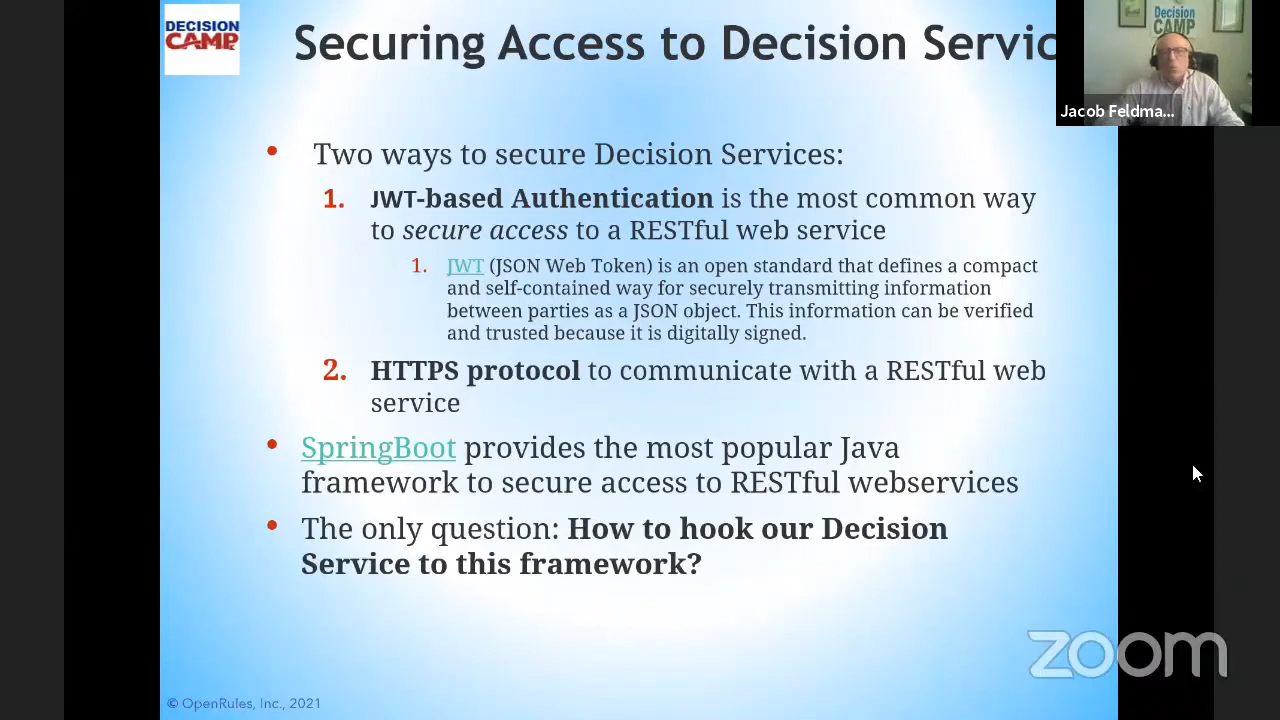 DECISION
CAMP
Securing Access to Decision Servic
Decision
CAMP
Jacob Feldma...
• Two ways to secure Decision Services:
1. JWT-based Authentication is the most common way
to secure access to a RESTful web service
1. JWT (JSON Web Token) is an open standard that defines a compact
and self-contained way for securely transmitting information
between parties as a JSON object. This information can be verified
and trusted because it is digitally signed.
2. HTTPS protocol to communicate with a RESTful web
service
• SpringBoot provides the most popular Java
framework to secure access to RESTful webservices
• The only question: How to hook our Decision
Service to this framework?
zoom
© OpenRules, Inc., 2021